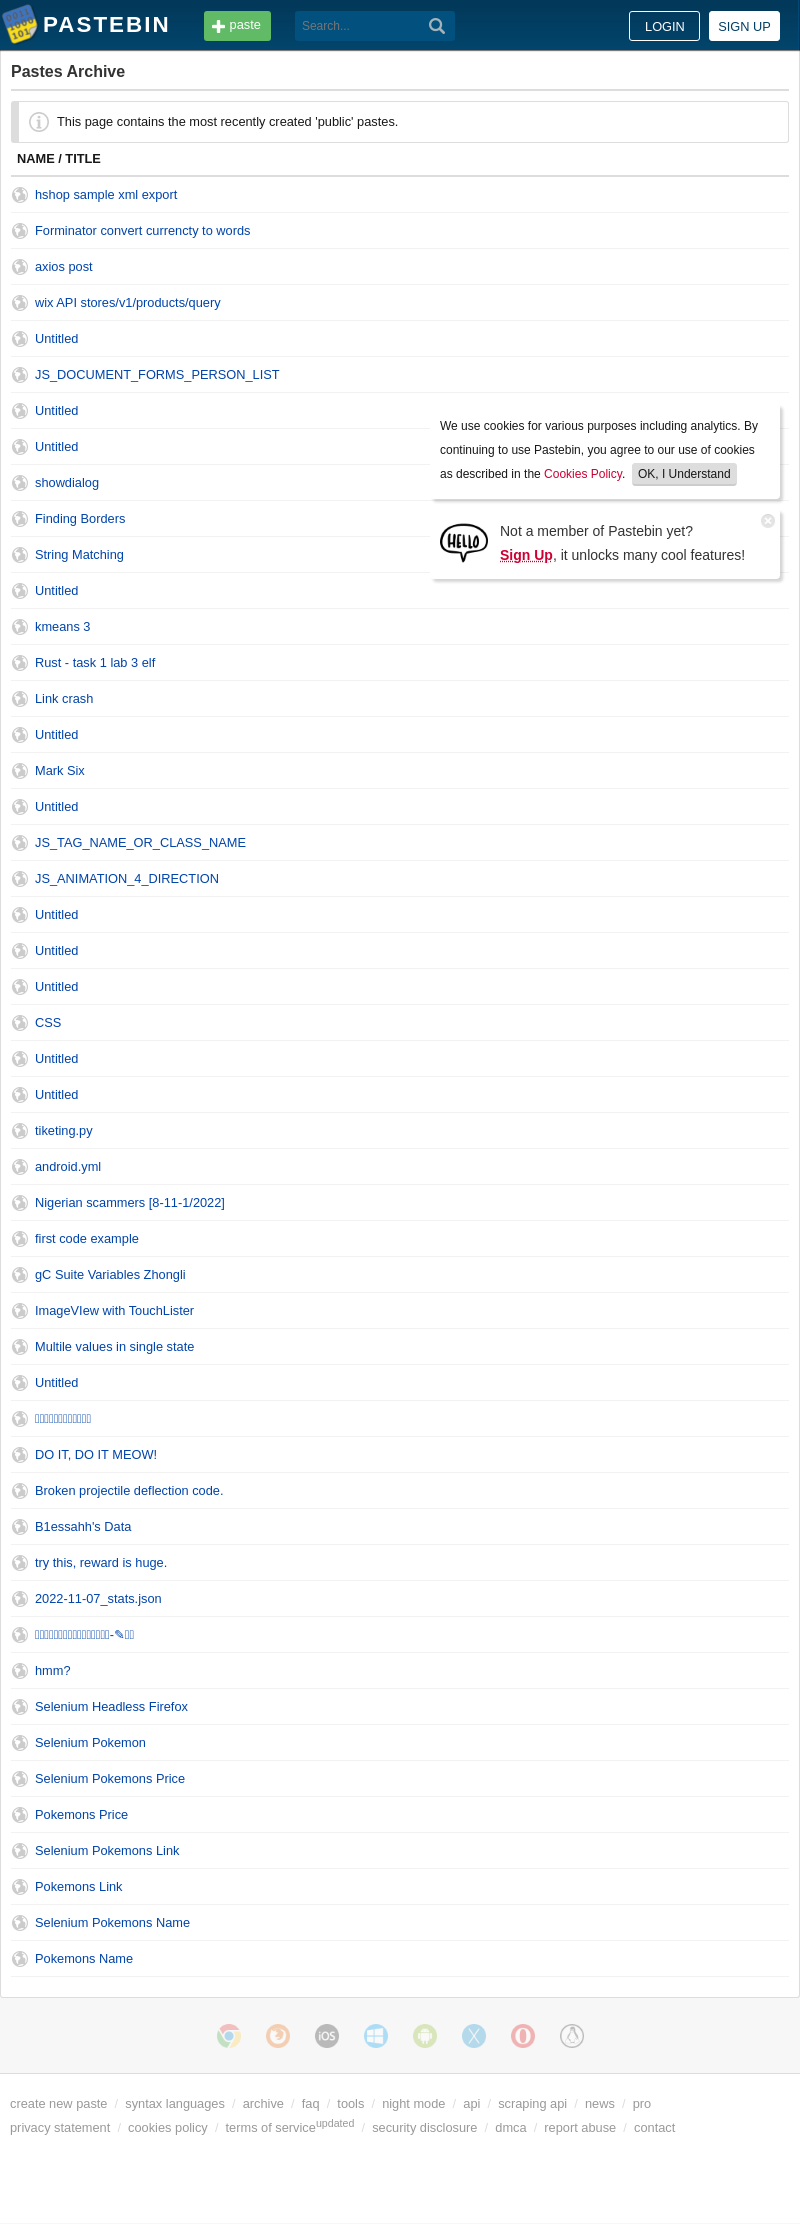 PASTEBIN
paste
Search...
LOGIN
SIGN UP
Pastes Archive
This page contains the most recently created 'public' pastes.
NAME / TITLE
hshop sample xml export
Forminator convert currencty to words
axios post
wix API stores/v1/products/query
Untitled
JS_DOCUMENT_FORMS_PERSON_LIST
Untitled
Untitled
showdialog
Finding Borders
String Matching
We use cookies for various purposes including analytics. By
continuing to use Pastebin, you agree to our use of cookies
as described in the Cookies Policy. OK, I Understand
HELLO
Not a member of Pastebin yet?
Sign Up, it unlocks many cool features!
Untitled
kmeans 3
Rust - task 1 lab 3 elf
Link crash
Untitled
Mark Six
Untitled
JS_TAG_NAME_OR_CLASS_NAME
JS_ANIMATION_4_DIRECTION
Untitled
Untitled
Untitled
CSS
Untitled
Untitled
tiketing.py
android.yml
Nigerian scammers [8-11-1/2022]
first code example
gC Suite Variables Zhongli
ImageVIew with TouchLister
Multile values in single state
Untitled
DO IT, DO IT MEOW!
Broken projectile deflection code.
B1essahh's Data
try this, reward is huge.
2022-11-07_stats.json
-✎
hmm?
Selenium Headless Firefox
Selenium Pokemon
Selenium Pokemons Price
Pokemons Price
Selenium Pokemons Link
Pokemons Link
Selenium Pokemons Name
Pokemons Name
iOS
create new paste / syntax languages / archive / faq / tools / night mode / api / scraping api / news / pro
privacy statement / cookies policy / terms of serviceupdated / security disclosure / dmca / report abuse / contact